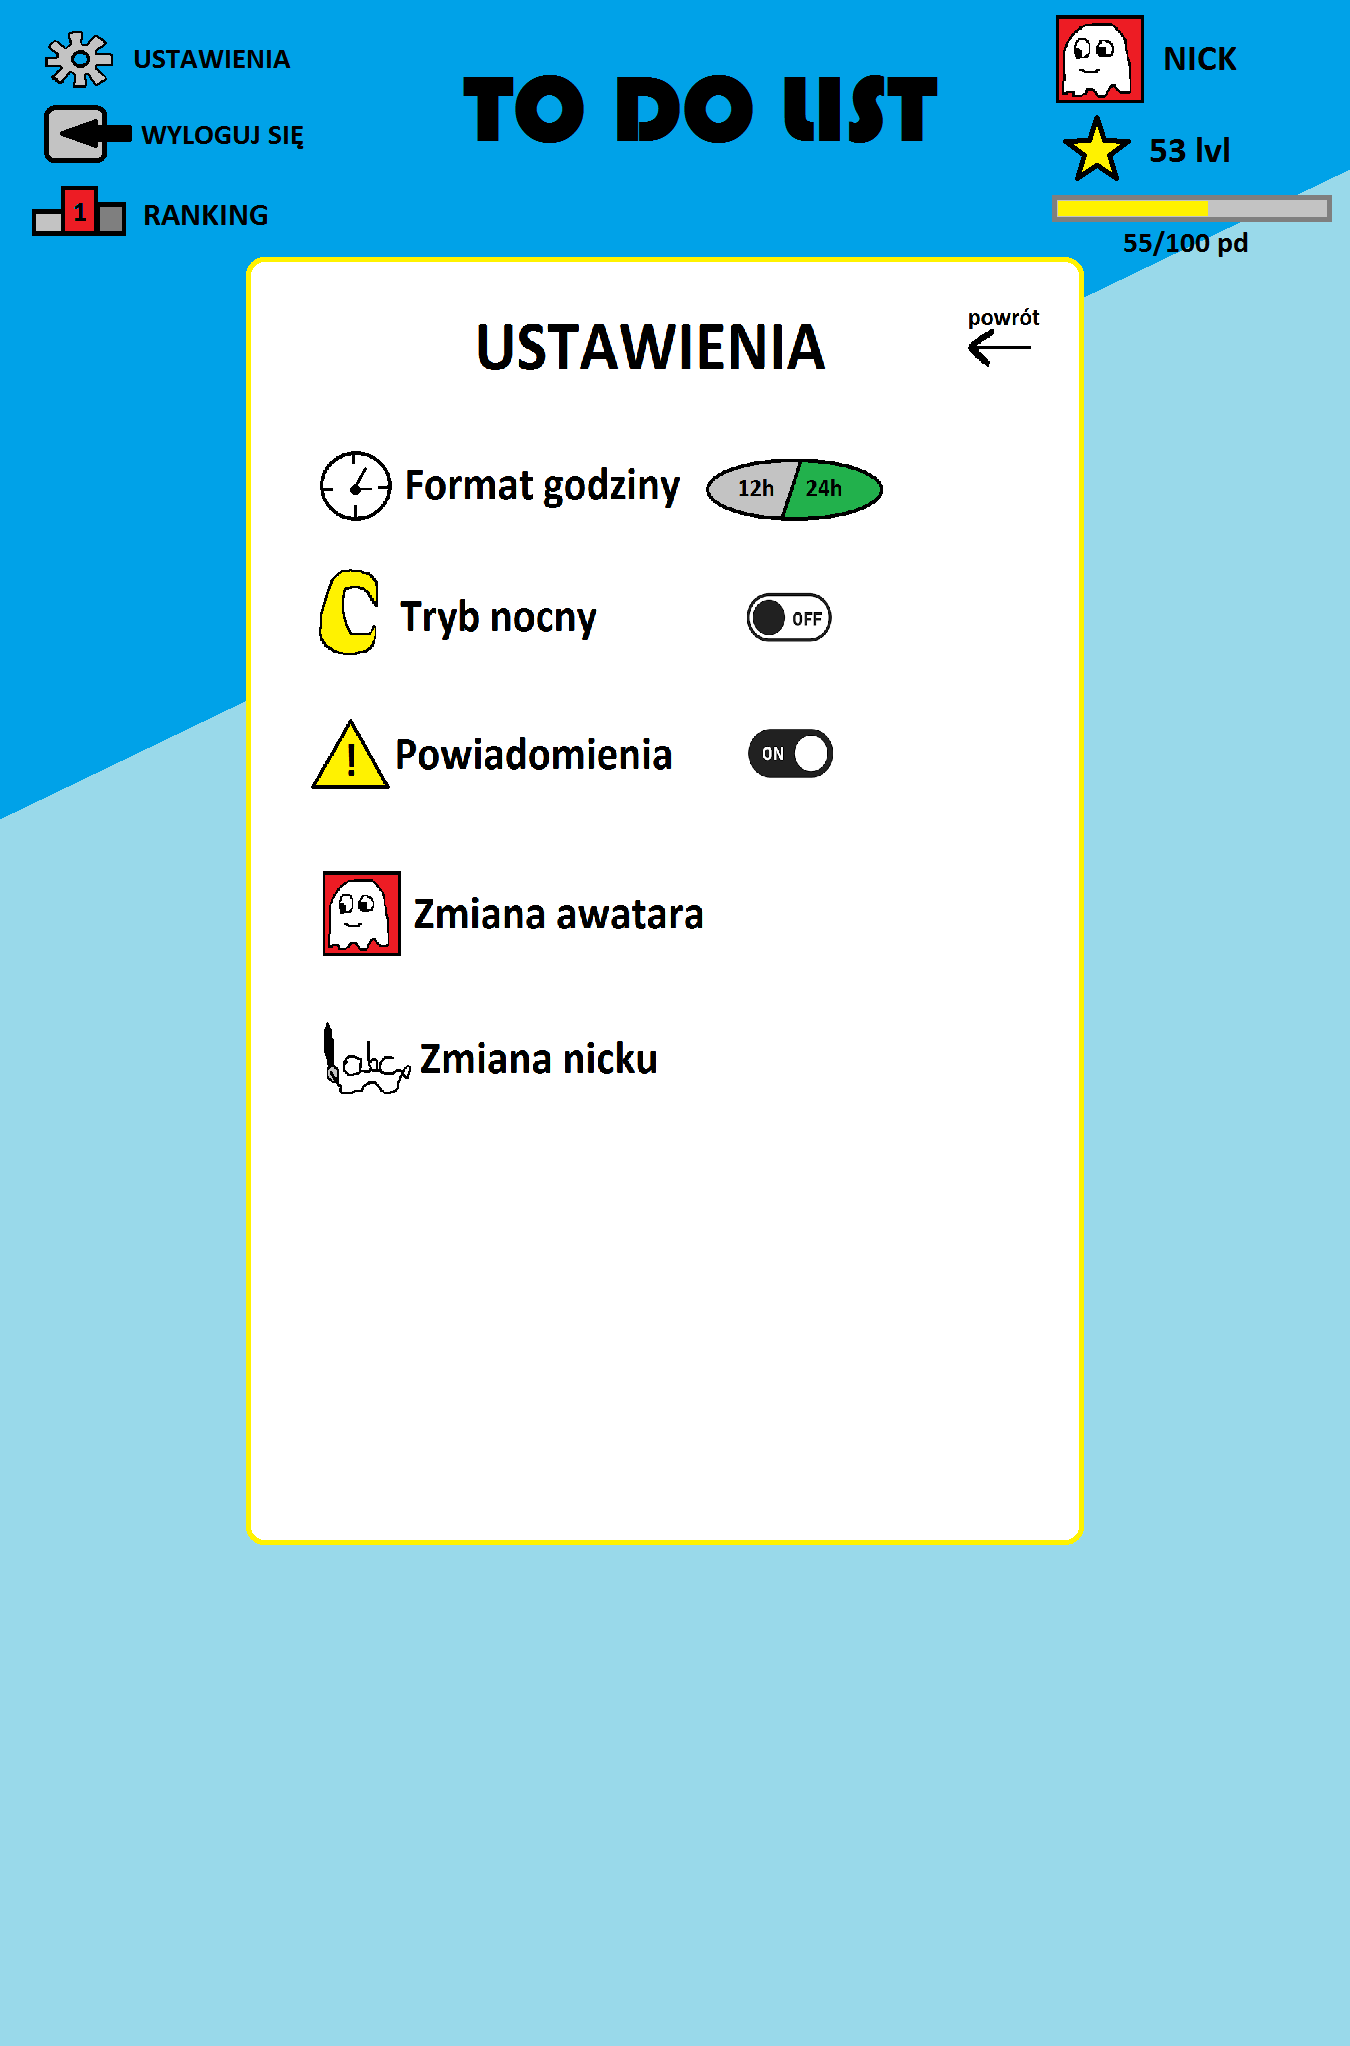 USTAWIENIA
WYLOGUJ SIĘ
1
RANKING
TO DO LIST
NICK
53 lvl
55/100 pd
USTAWIENIA
powrót
Format godziny
12h
24h
Tryb nocny
OFF
!
Powiadomienia
ON
Zmiana awatara
abc
Zmiana nicku